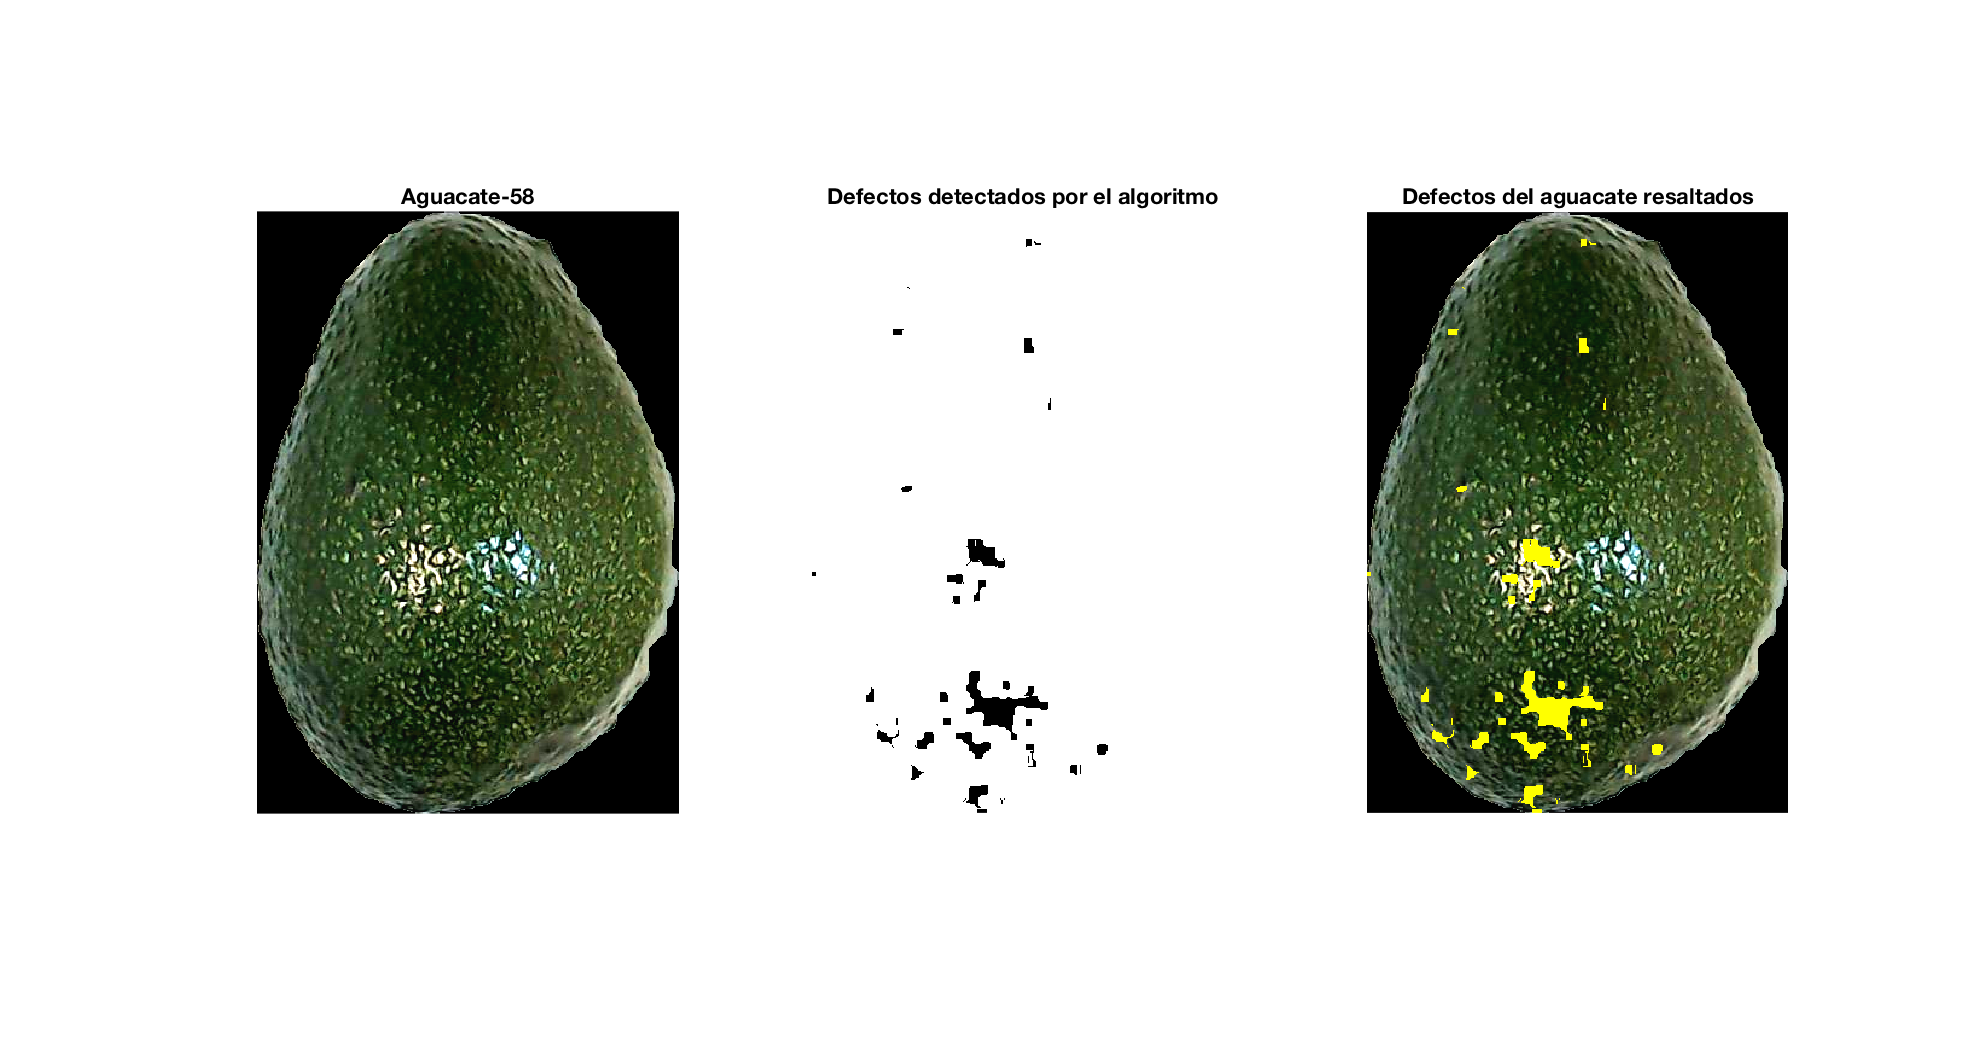 Aguacate-58
Defectos detectados por el algoritmo
Defectos del aguacate resaltados